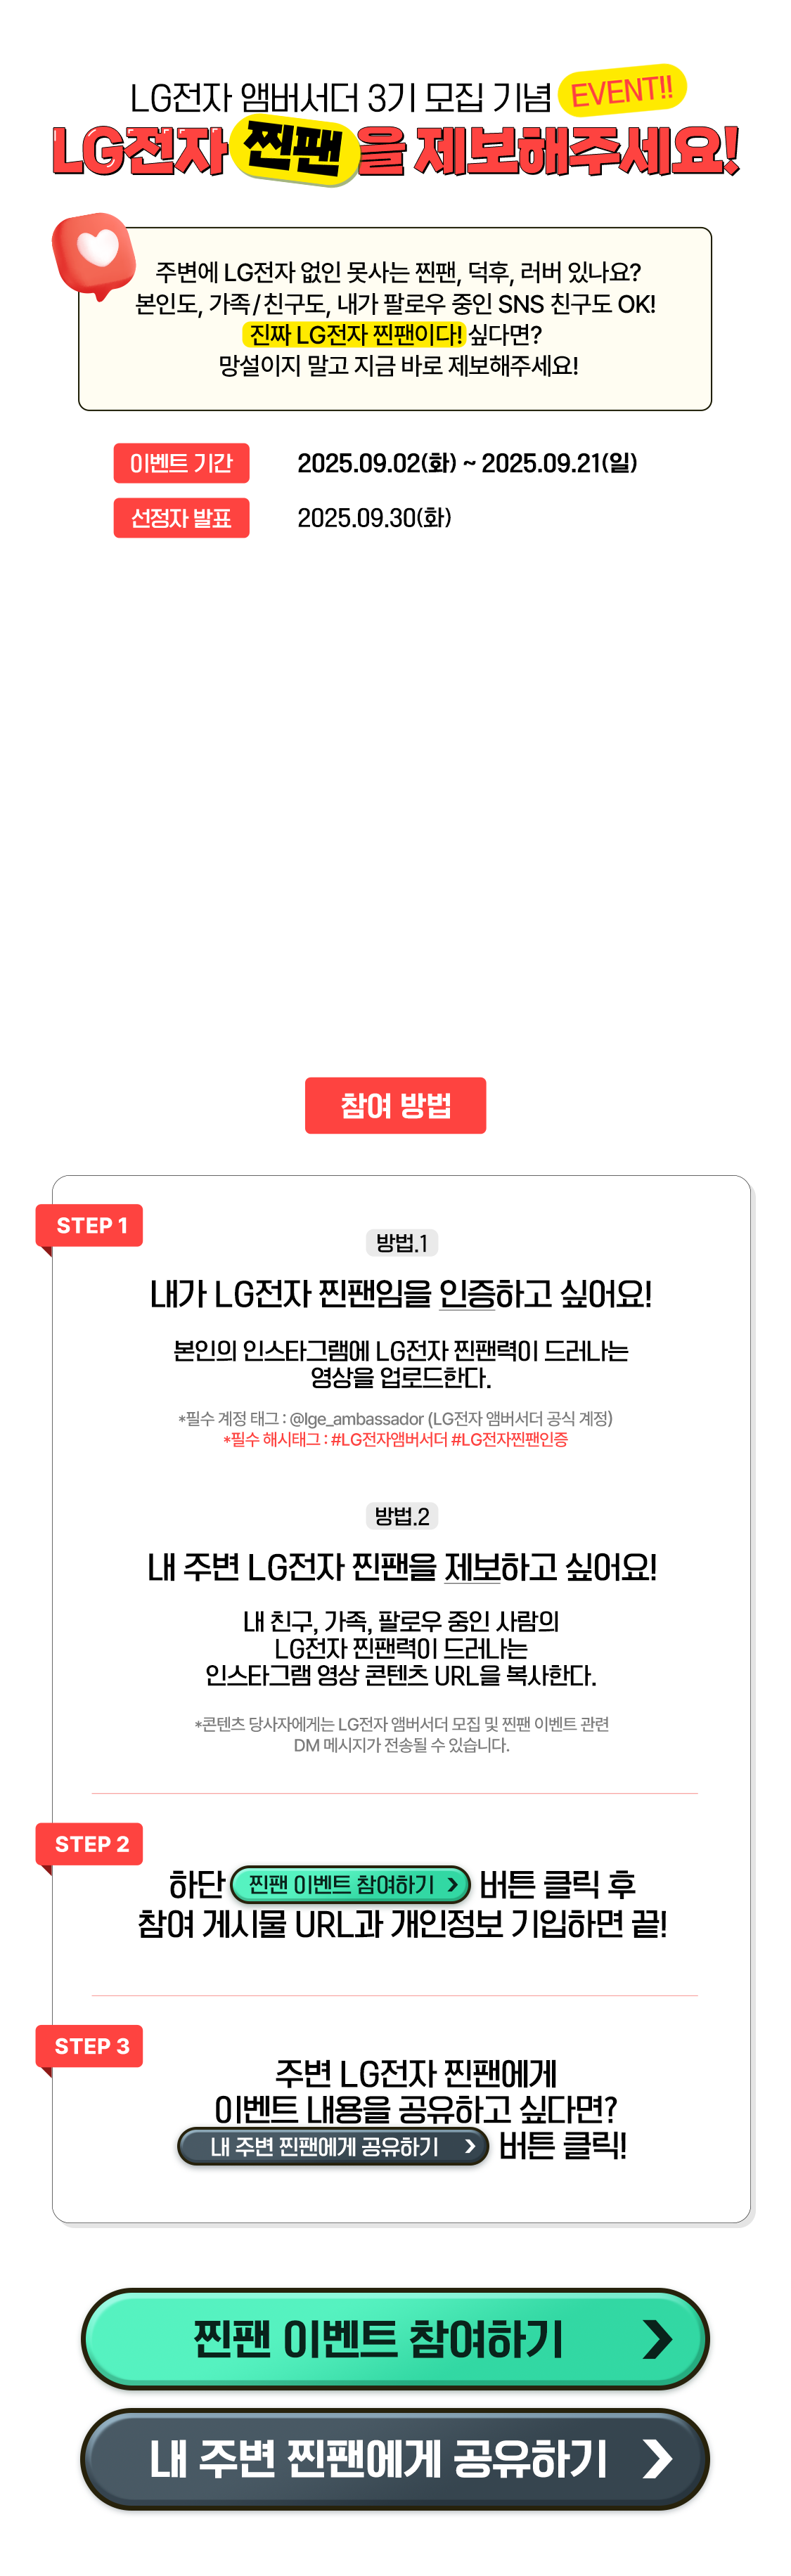 LG전자 앰버서더 3기 모집 기념 EVENT!!
LG전자 찐팬을 제보해주세요!
주변에 LG전자 없인 못사는 찐팬, 덕후, 러버 있나요?
본인도, 가족/친구도, 내가 팔로우 중인 SNS 친구도 OK!
진짜 LG전자 찐팬이다! 싶다면?
망설이지 말고 지금 바로 제보해주세요!
이벤트 기간 2025.09.02(화) ~ 2025.09.21(일)
선정자 발표 2025.09.30(화)
참여 방법
STEP 1
방법.1
내가 LG전자 찐팬임을 인증하고 싶어요!
본인의 인스타그램에 LG전자 찐팬력이 드러나는
영상을 업로드한다.
*필수 계정 태그 : @lge_ambassador (LG전자 앰버서더 공식 계정)
*필수 해시태그 : #LG전자앰버서더 #LG전자찐팬인증
방법.2
내 주변 LG전자 찐팬을 제보하고 싶어요!
내 친구, 가족, 팔로우 중인 사람의
LG전자 찐팬력이 드러나는
인스타그램 영상 콘텐츠 URL을 복사한다.
*콘텐츠 당사자에게는 LG전자 앰버서더 모집 및 찐팬 이벤트 관련
DM 메시지가 전송될 수 있습니다.
STEP 2
하단 찐팬 이벤트 참여하기 버튼 클릭 후
참여 게시물 URL과 개인정보 기입하면 끝!
STEP 3
주변 LG전자 찐팬에게
이벤트 내용을 공유하고 싶다면?
내 주변 찐팬에게 공유하기 버튼 클릭!
찐팬 이벤트 참여하기
내 주변 찐팬에게 공유하기